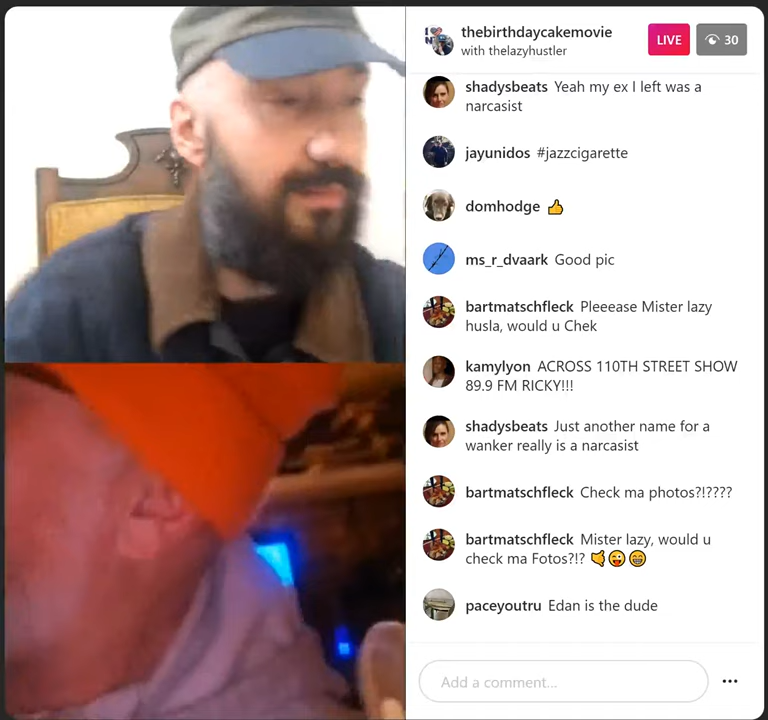 thebirthdaycakemovie
with thelazyhustler
LIVE
30
shadysbeats Yeah my ex I left was a
narcasist
jayunidos #jazzcigarette
domhodge 👍
ms_r_dvaark Good pic
bartmatschfleck Pleeease Mister lazy
husla, would u Chek
kamylyon ACROSS 110TH STREET SHOW
89.9 FM RICKY!!!
shadysbeats Just another name for a
wanker really is a narcasist
bartmatschfleck Check ma photos?!????
bartmatschfleck Mister lazy, would u
check ma Fotos?!? 🤙😜😁
paceyoutru Edan is the dude
Add a comment...